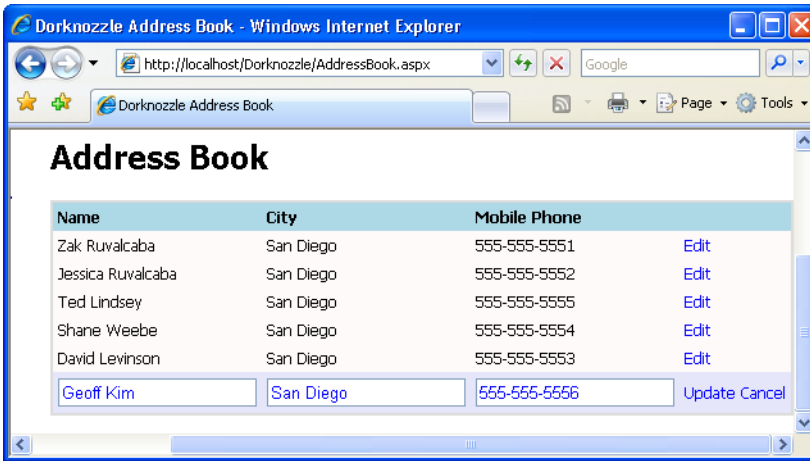 Dorknozzle Address Book - Windows Internet Explorer
http://localhost/Dorknozzle/AddressBook.aspx Google
Dorknozzle Address Book Page Tools
Address Book
Name City Mobile Phone
Zak Ruvalcaba San Diego 555-555-5551 Edit
Jessica Ruvalcaba San Diego 555-555-5552 Edit
Ted Lindsey San Diego 555-555-5555 Edit
Shane Weebe San Diego 555-555-5554 Edit
David Levinson San Diego 555-555-5553 Edit
Geoff Kim San Diego 555-555-5556 Update Cancel